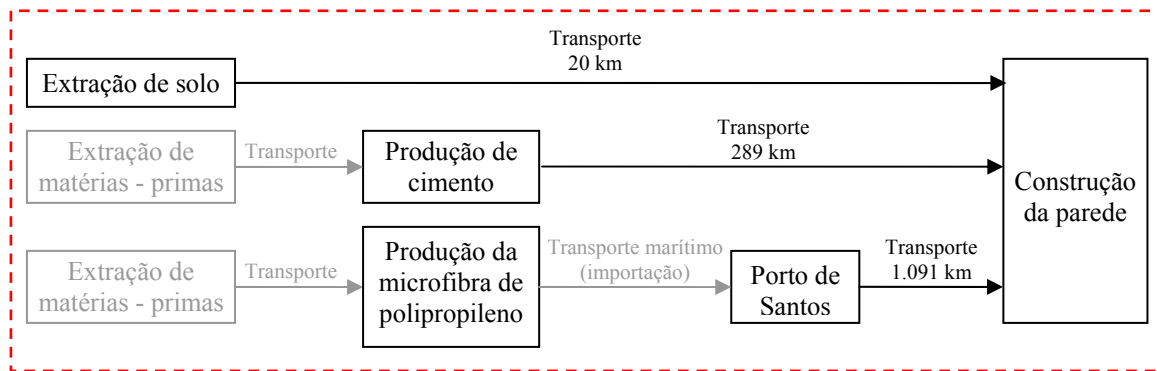 Transporte
20 km
Extração de solo
Extração de
matérias - primas
Transporte
Produção de
cimento
Transporte
289 km
Construção
da parede
Extração de
matérias - primas
Transporte
Produção da
microfibra de
polipropileno
Transporte marítimo
(importação)
Porto de
Santos
Transporte
1.091 km